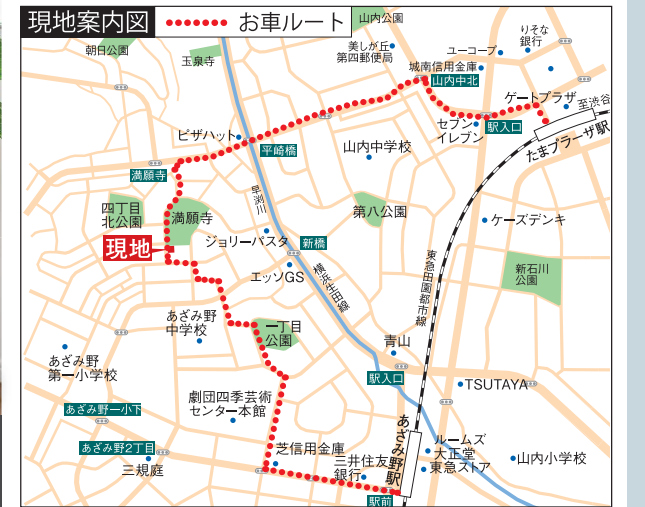 現地案内図 お車ルート
山内公園
朝日公園
玉泉寺
美しが丘
第四郵便局
ユーコープ
りそな
銀行
城南信用金庫
山内中北
ゲートプラザ
至渋谷
セブン
イレブン
駅入口
たまプラーザ駅
ピザハット
平崎橋
山内中学校
満願寺
早渕川
四丁目
北公園
満願寺
第八公園
ケーズデンキ
現地
ジョリーパスタ
新橋
エッソGS
横浜生田線
東急田園都市線
新石川
公園
あざみ野
中学校
一丁目
公園
青山
あざみ野
第一小学校
駅入口
TSUTAYA
劇団四季芸術
センター本館
あざみ野一小下
あざみ野駅
あざみ野2丁目
芝信用金庫
ルームズ
大正堂
三規庭
三井住友
銀行
東急ストア
山内小学校
駅前